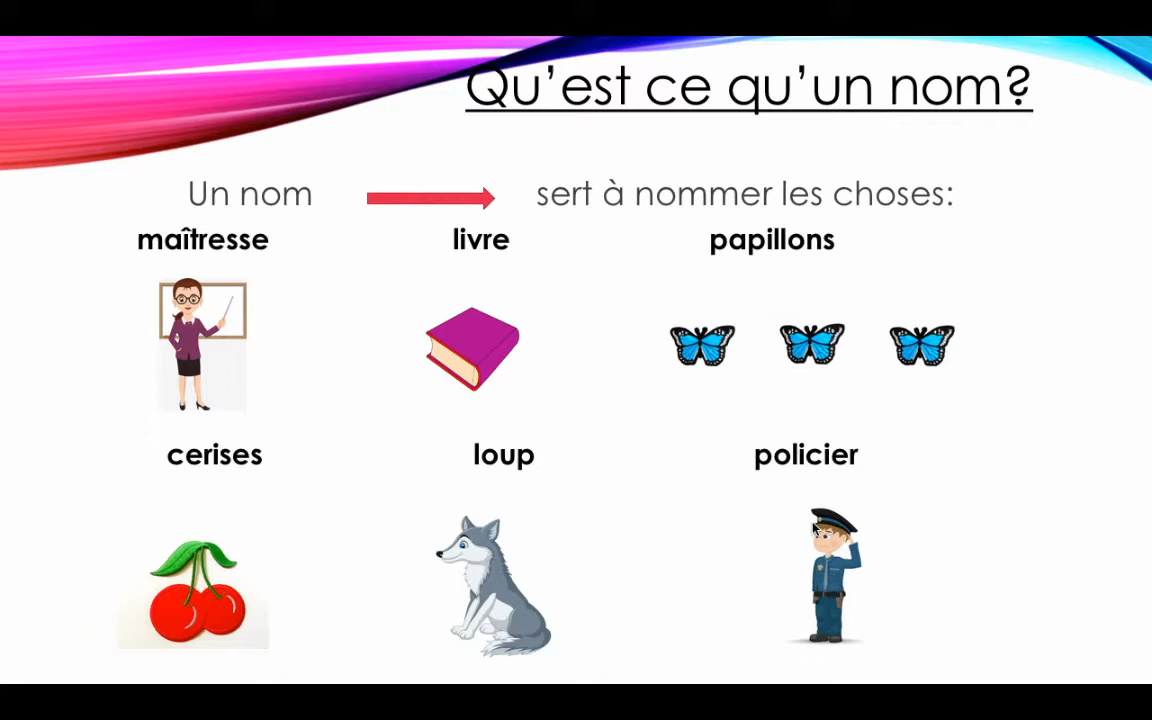 Qu’est ce qu’un nom?
Un nom sert à nommer les choses:
maîtresse livre papillons
cerises loup policier